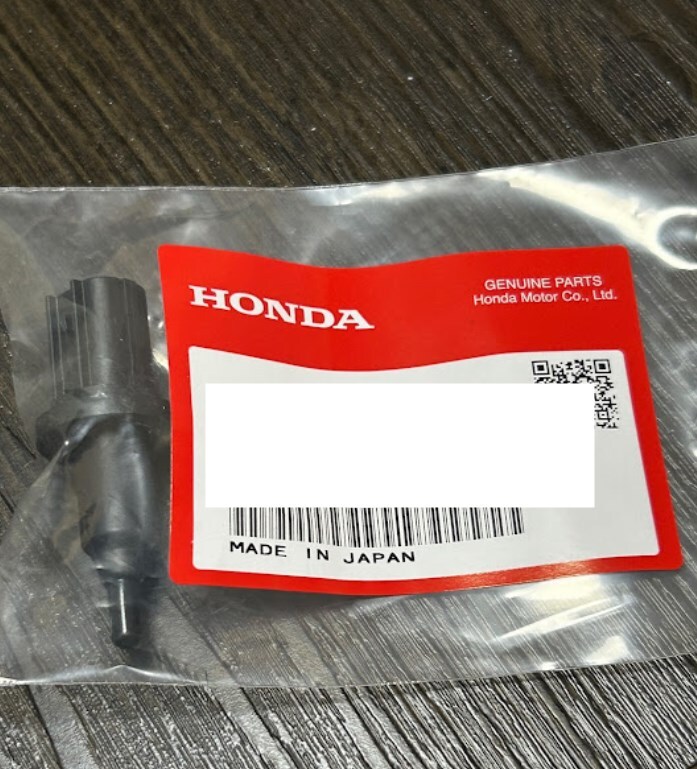 HONDA
GENUINE PARTS
Honda Motor Co., Ltd.
MADE IN JAPAN